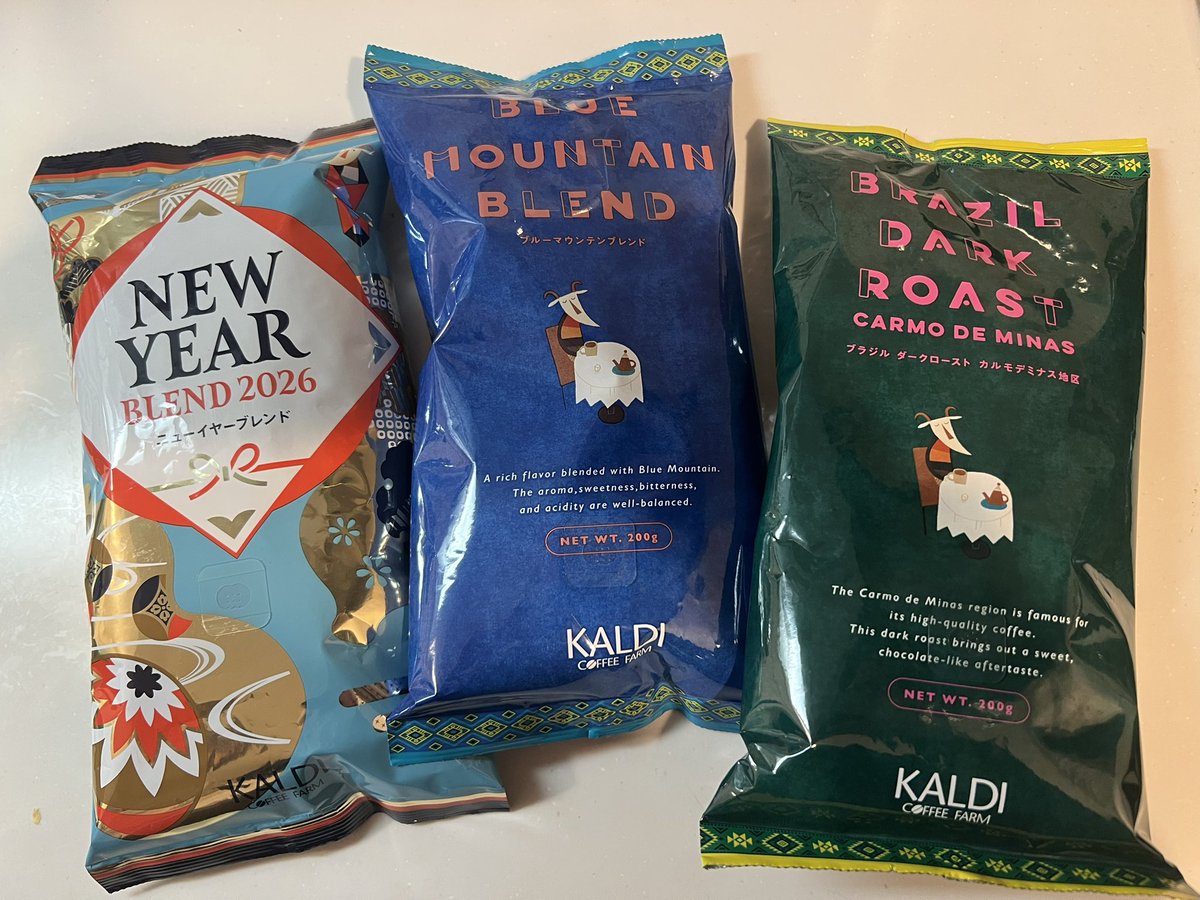 NEW
YEAR
BLEND 2026
ニューイヤーブレンド
KALDI
COFFEE FARM
BLUE
MOUNTAIN
BLEND
ブルーマウンテンブレンド
A rich flavor blended with Blue Mountain.
The aroma,sweetness,bitterness,
and acidity are well-balanced.
NET WT. 200g
KALDI
COFFEE FARM
BRAZIL
DARK
ROAST
CARMO DE MINAS
ブラジル ダークロースト カルモデミナス地区
The Carmo de Minas region is famous for
its high-quality coffee.
This dark roast brings out a sweet,
chocolate-like aftertaste.
NET WT. 200g
KALDI
COFFEE FARM